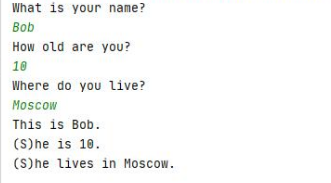 What is your name?
Bob
How old are you?
10
Where do you live?
Moscow
This is Bob.
(S)he is 10.
(S)he lives in Moscow.